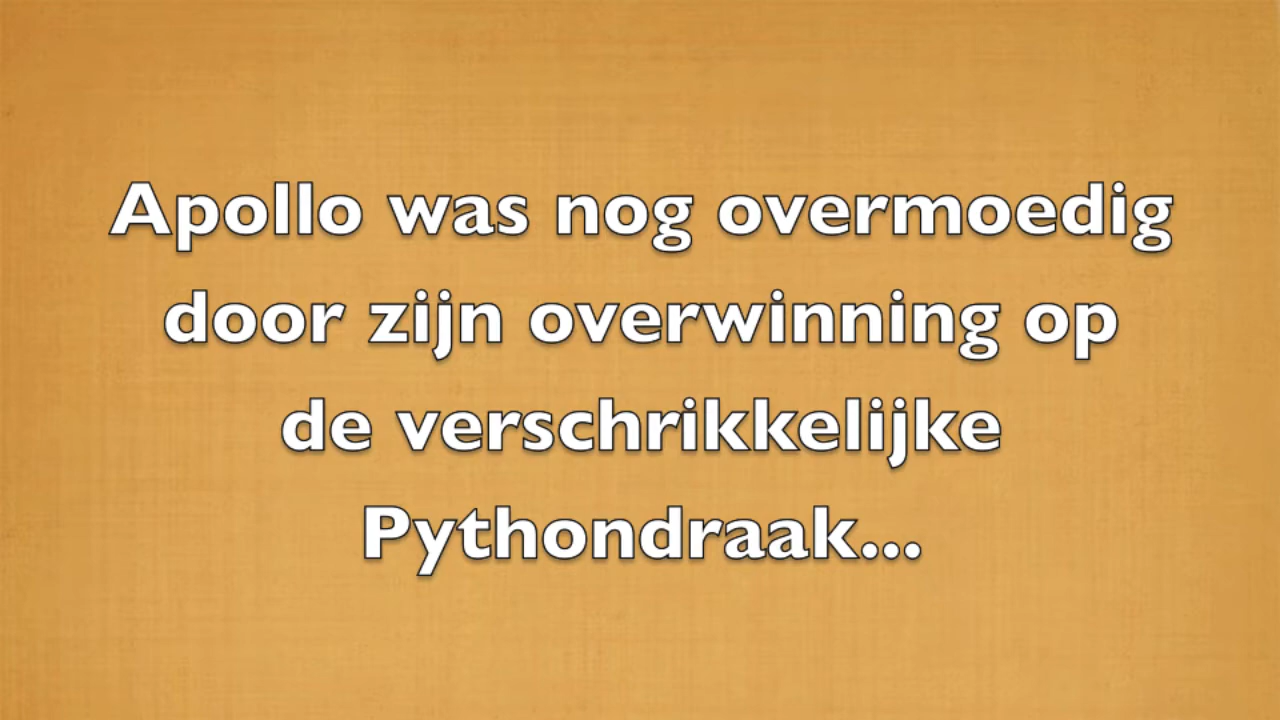 Apollo was nog overmoedig
door zijn overwinning op
de verschrikkelijke
Pythondraak...